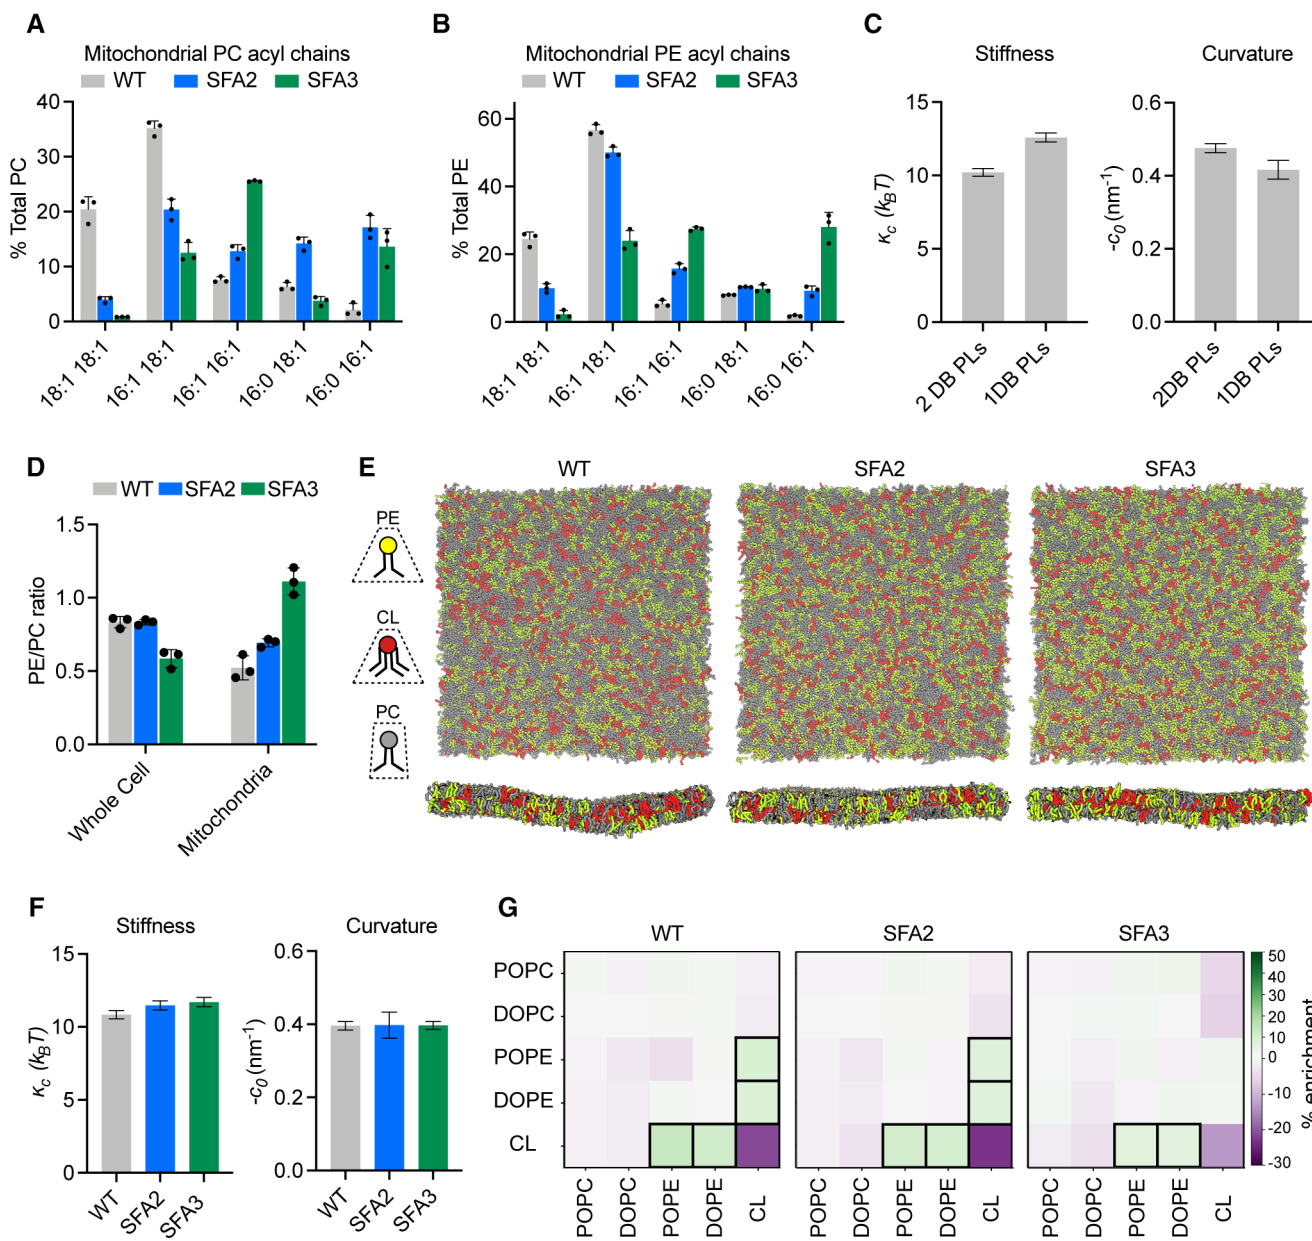 A
Mitochondrial PC acyl chains
WT SFA2 SFA3
% Total PC
40
30
20
10
0
18:1 18:1
16:1 18:1
16:1 16:1
16:0 18:1
16:0 16:1
B
Mitochondrial PE acyl chains
WT SFA2 SFA3
% Total PE
60
40
20
0
18:1 18:1
16:1 18:1
16:1 16:1
16:0 18:1
16:0 16:1
C
Stiffness
κc (kBT)
15
10
5
0
2 DB PLs
1DB PLs
Curvature
-c0 (nm-1)
0.6
0.4
0.2
0.0
2DB PLs
1DB PLs
D
WT SFA2 SFA3
PE/PC ratio
1.5
1.0
0.5
0.0
Whole Cell
Mitochondria
E
WT
SFA2
SFA3
PE
CL
PC
F
Stiffness
κc (kBT)
15
10
5
0
WT
SFA2
SFA3
Curvature
-c0 (nm-1)
0.6
0.4
0.2
0.0
WT
SFA2
SFA3
G
WT
SFA2
SFA3
POPC
DOPC
POPE
DOPE
CL
POPC
DOPC
POPE
DOPE
CL
POPC
DOPC
POPE
DOPE
CL
POPC
DOPC
POPE
DOPE
CL
50
40
30
20
10
0
-10
-20
-30
% enrichment